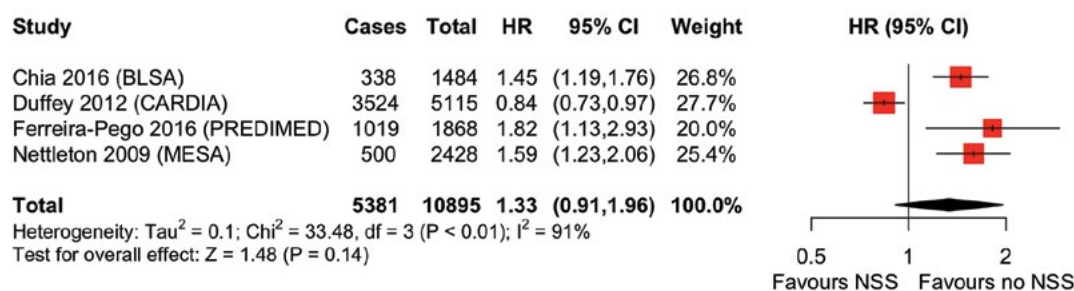 Study Cases Total HR 95% CI Weight HR (95% CI)
Chia 2016 (BLSA) 338 1484 1.45 (1.19,1.76) 26.8%
Duffey 2012 (CARDIA) 3524 5115 0.84 (0.73,0.97) 27.7%
Ferreira-Pego 2016 (PREDIMED) 1019 1868 1.82 (1.13,2.93) 20.0%
Nettleton 2009 (MESA) 500 2428 1.59 (1.23,2.06) 25.4%
Total 5381 10895 1.33 (0.91,1.96) 100.0%
Heterogeneity: Tau² = 0.1; Chi² = 33.48, df = 3 (P < 0.01); I² = 91%
Test for overall effect: Z = 1.48 (P = 0.14)
0.5 1 2
Favours NSS Favours no NSS